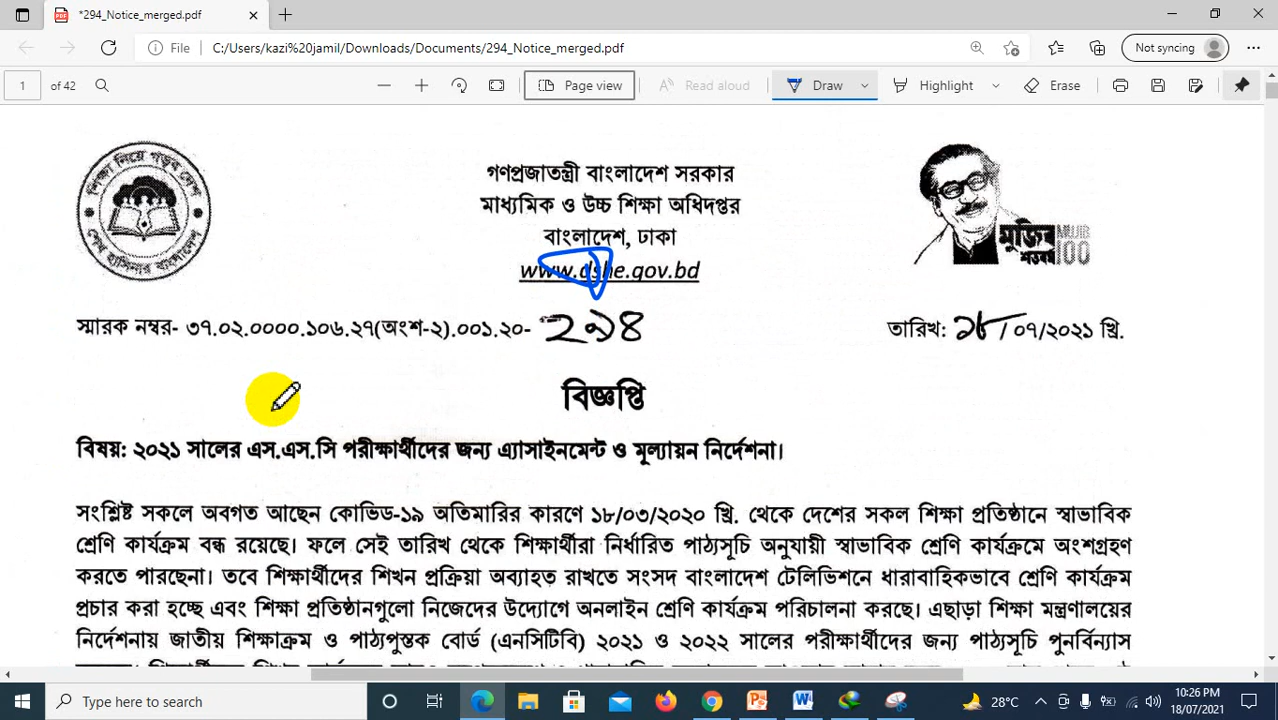 *294_Notice_merged.pdf
File C:/Users/kazi%20jamil/Downloads/Documents/294_Notice_merged.pdf Not syncing
1 of 42 Page view Read aloud Draw Highlight Erase
শিক্ষা নিয়ে গড়ব দেশ
শেখ হাসিনার বাংলাদেশ
গণপ্রজাতন্ত্রী বাংলাদেশ সরকার
মাধ্যমিক ও উচ্চ শিক্ষা অধিদপ্তর
বাংলাদেশ, ঢাকা
www.dshe.gov.bd
মুজিব শতবর্ষ MUJIB 100
স্মারক নম্বর- ৩৭.০২.০০০০.১০৬.২৭(অংশ-২).০০১.২০- ২৯৪ তারিখ: ১৮/০৭/২০২১ খ্রি.
বিজ্ঞপ্তি
বিষয়: ২০২১ সালের এস.এস.সি পরীক্ষার্থীদের জন্য এ্যাসাইনমেন্ট ও মূল্যায়ন নির্দেশনা।
সংশ্লিষ্ট সকলে অবগত আছেন কোভিড-১৯ অতিমারির কারণে ১৮/০৩/২০২০ খ্রি. থেকে দেশের সকল শিক্ষা প্রতিষ্ঠানে স্বাভাবিক
শ্রেণি কার্যক্রম বন্ধ রয়েছে। ফলে সেই তারিখ থেকে শিক্ষার্থীরা নির্ধারিত পাঠ্যসূচি অনুযায়ী স্বাভাবিক শ্রেণি কার্যক্রমে অংশগ্রহণ
করতে পারছেনা। তবে শিক্ষার্থীদের শিখন প্রক্রিয়া অব্যাহত রাখতে সংসদ বাংলাদেশ টেলিভিশনে ধারাবাহিকভাবে শ্রেণি কার্যক্রম
প্রচার করা হচ্ছে এবং শিক্ষা প্রতিষ্ঠানগুলো নিজেদের উদ্যোগে অনলাইন শ্রেণি কার্যক্রম পরিচালনা করছে। এছাড়া শিক্ষা মন্ত্রণালয়ের
নির্দেশনায় জাতীয় শিক্ষাক্রম ও পাঠ্যপুস্তক বোর্ড (এনসিটিবি) ২০২১ ও ২০২২ সালের পরীক্ষার্থীদের জন্য পাঠ্যসূচি পুনর্বিন্যাস
Type here to search 28°C 10:26 PM
18/07/2021